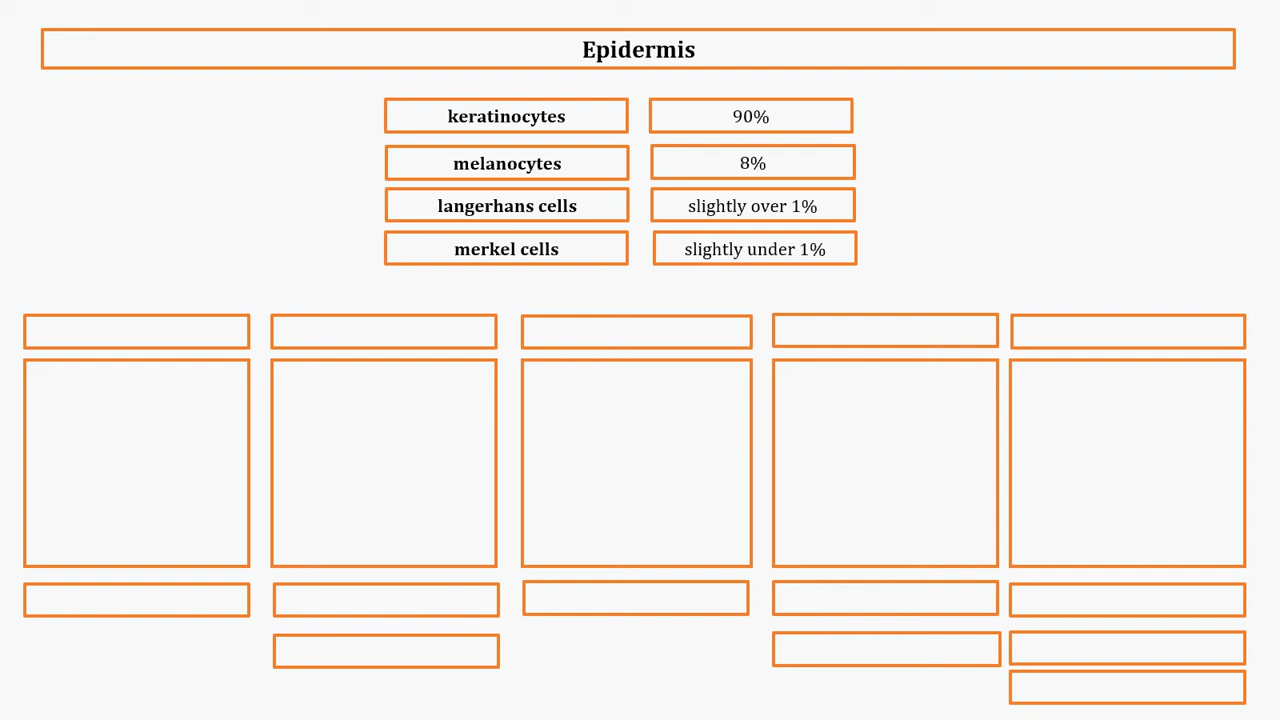 Epidermis
keratinocytes 90%
melanocytes 8%
langerhans cells slightly over 1%
merkel cells slightly under 1%